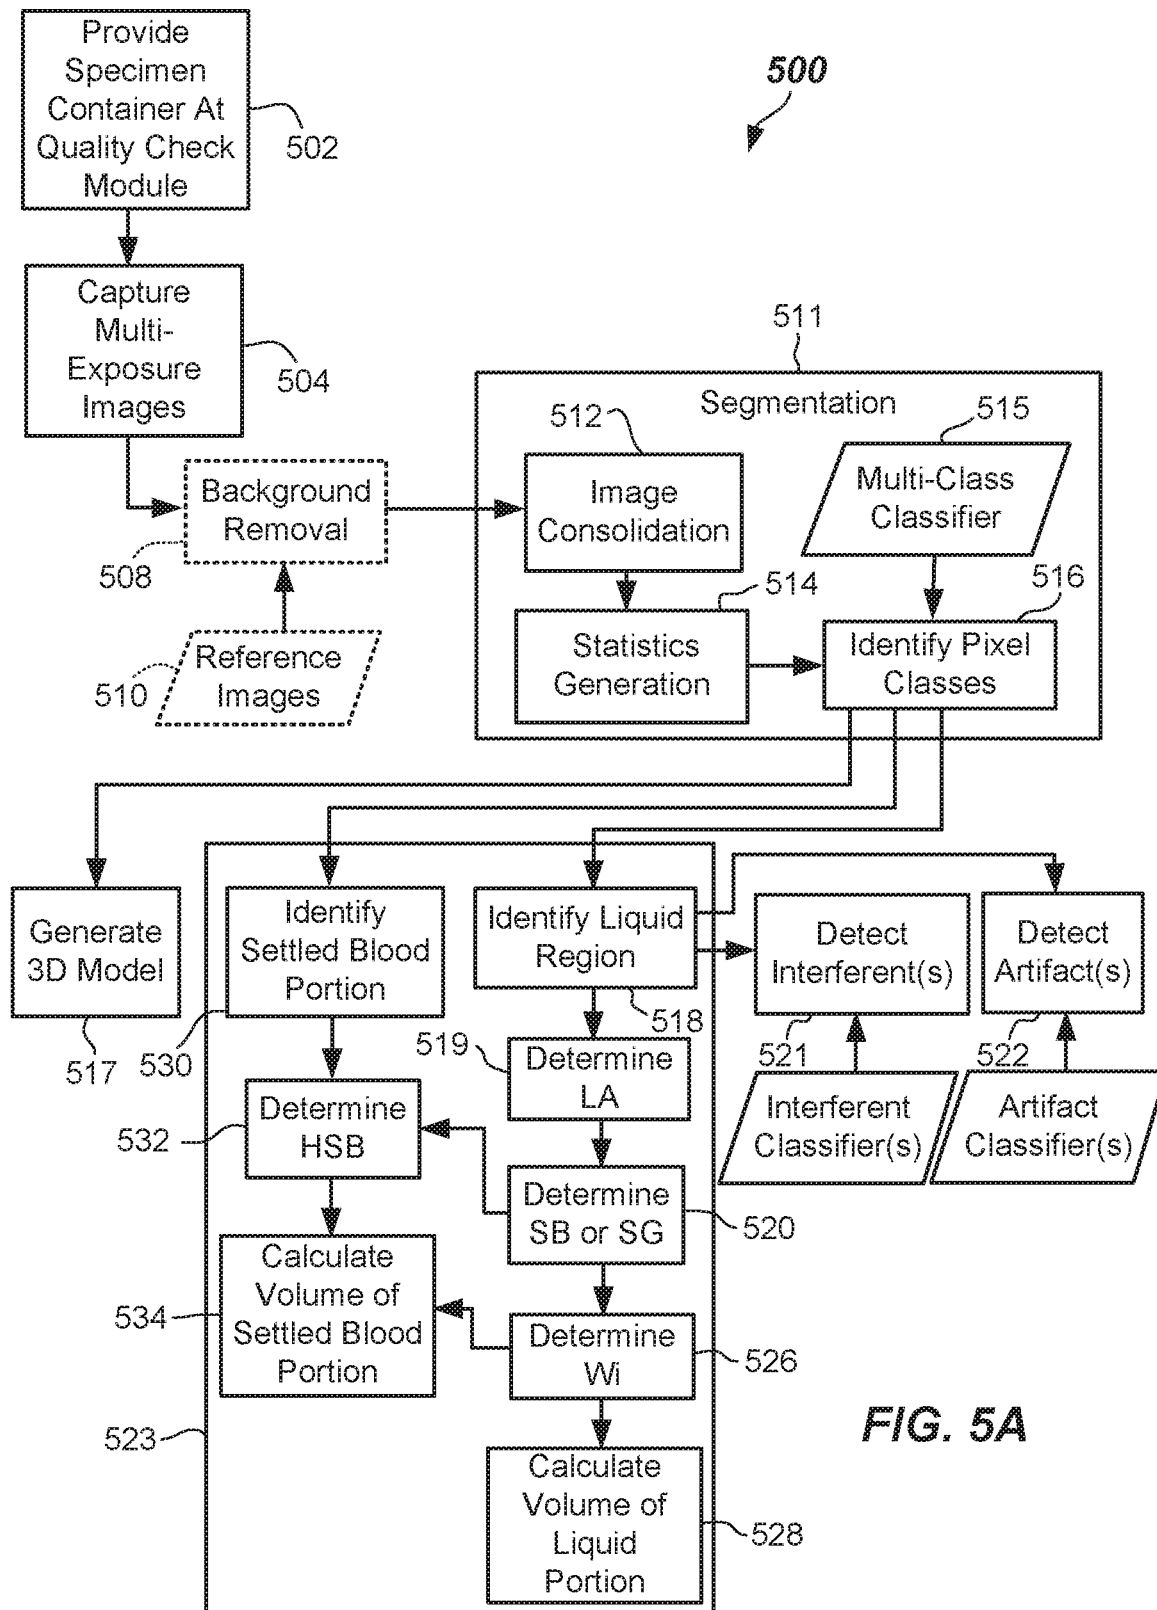 Provide
Specimen
Container At
Quality Check
Module
502
500
Capture
Multi-
Exposure
Images
504
511
Segmentation
512
515
Image
Consolidation
Multi-Class
Classifier
Background
Removal
508
514
516
Reference
Images
510
Statistics
Generation
Identify Pixel
Classes
Generate
3D Model
517
Identify
Settled Blood
Portion
530
Identify Liquid
Region
518
Detect
Interferent(s)
521
Detect
Artifact(s)
522
519
Determine
LA
Interferent
Classifier(s)
Artifact
Classifier(s)
532
Determine
HSB
Determine
SB or SG
520
534
Calculate
Volume of
Settled Blood
Portion
Determine
Wi
526
523
FIG. 5A
Calculate
Volume of
Liquid
Portion
528